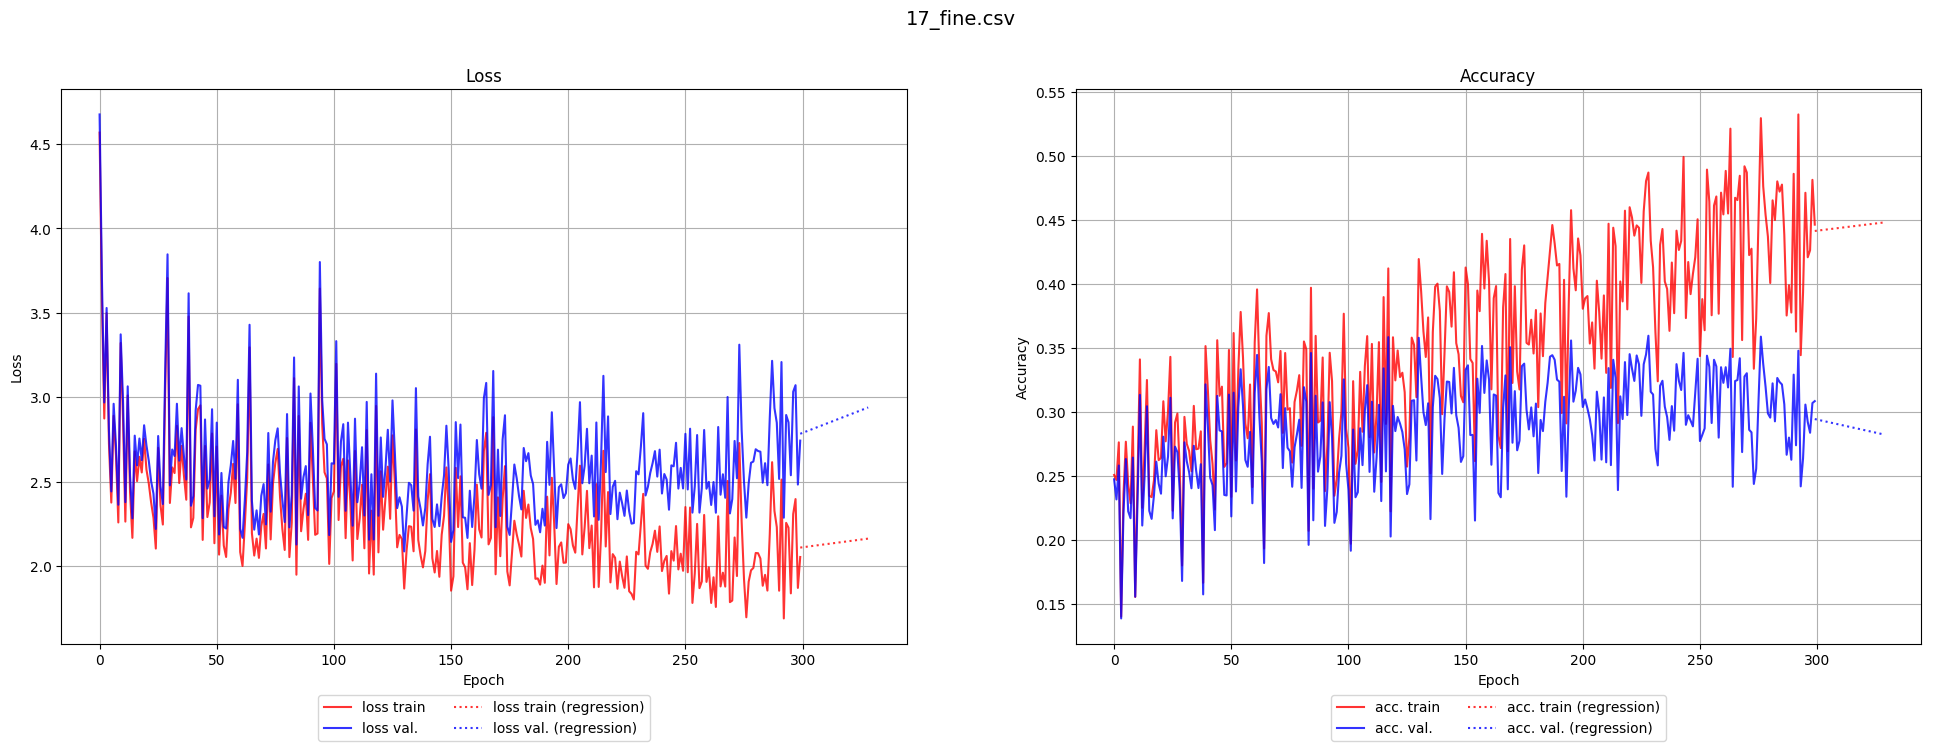 17_fine.csv
Loss
Loss
4.5
4.0
3.5
3.0
2.5
2.0
0 50 100 150 200 250 300
Epoch
loss train
loss val.
loss train (regression)
loss val. (regression)
Accuracy
Accuracy
0.55
0.50
0.45
0.40
0.35
0.30
0.25
0.20
0.15
0 50 100 150 200 250 300
Epoch
acc. train
acc. val.
acc. train (regression)
acc. val. (regression)